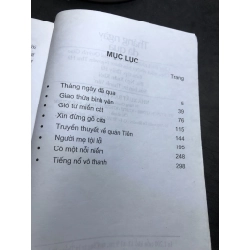 MỤC LỤC
Trang
Tháng ngày đã qua
Giao thừa bình yên 4
Gió từ miền cát 39
Xin đừng gõ cửa 76
Truyền thuyết về quán Tiên 115
Người mẹ tội lỗi 144
Có một nỗi niềm
Tiếng nổ vô thanh 248
298